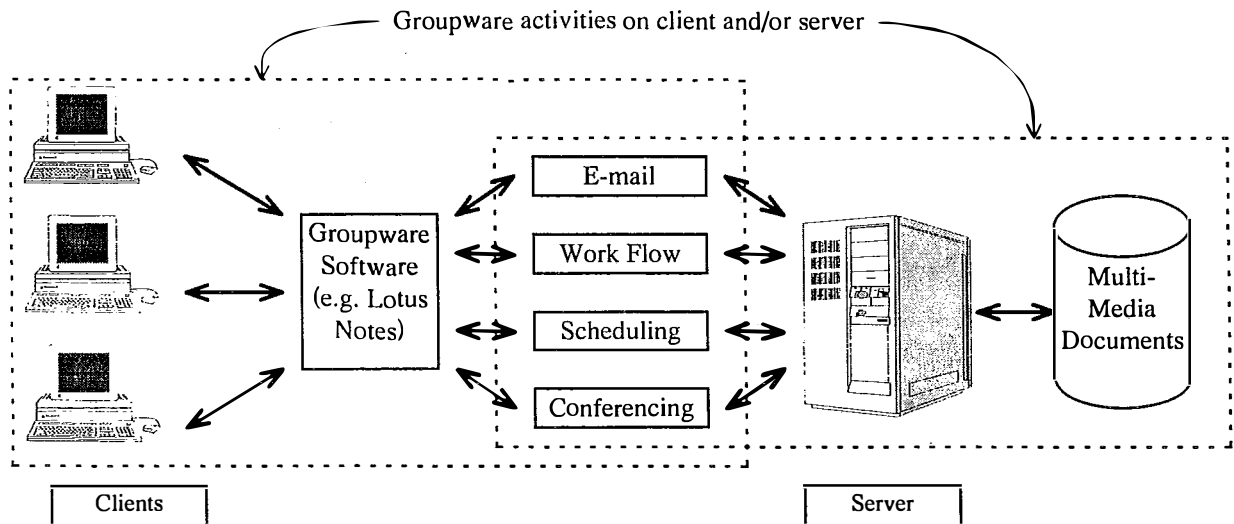 Groupware activities on client and/or server
Groupware
Software
(e.g. Lotus
Notes)
E-mail
Work Flow
Scheduling
Conferencing
Multi-
Media
Documents
Clients
Server